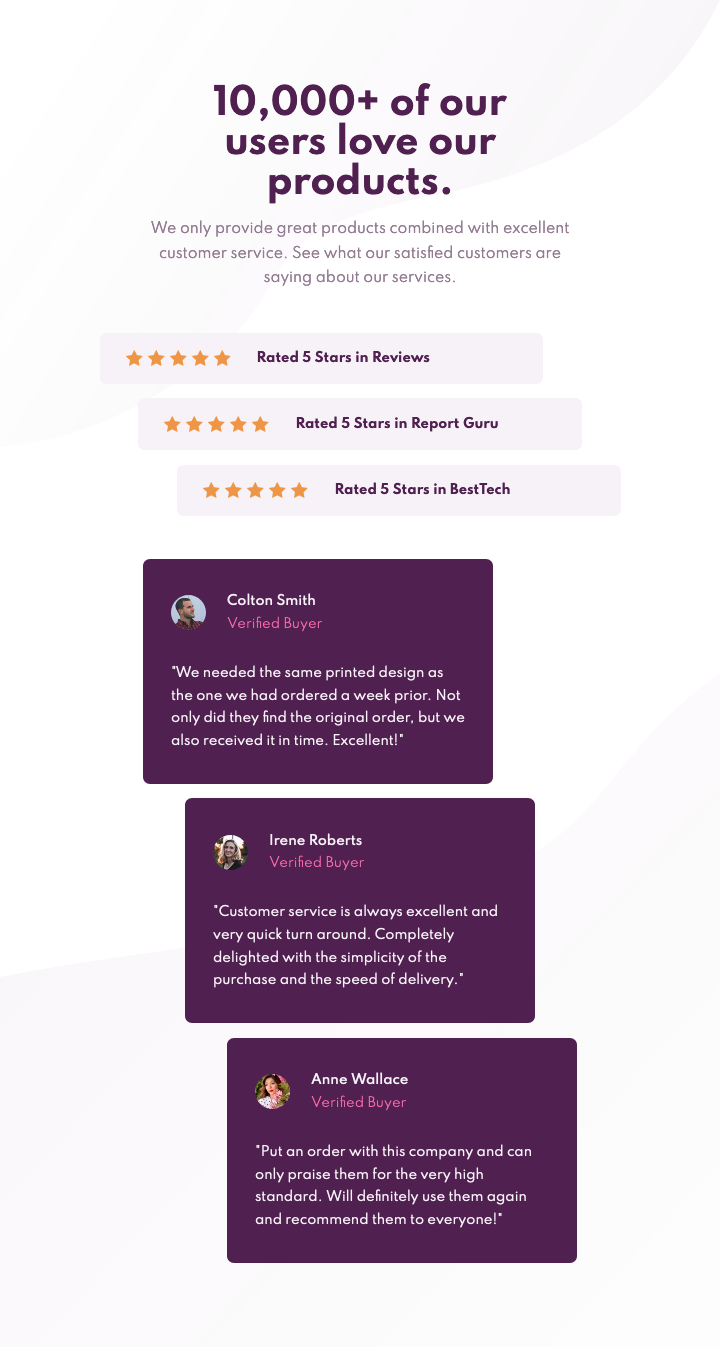 10,000+ of our
users love our
products.
We only provide great products combined with excellent
customer service. See what our satisfied customers are
saying about our services.
Rated 5 Stars in Reviews
Rated 5 Stars in Report Guru
Rated 5 Stars in BestTech
Colton Smith
Verified Buyer
"We needed the same printed design as
the one we had ordered a week prior. Not
only did they find the original order, but we
also received it in time. Excellent!"
Irene Roberts
Verified Buyer
"Customer service is always excellent and
very quick turn around. Completely
delighted with the simplicity of the
purchase and the speed of delivery."
Anne Wallace
Verified Buyer
"Put an order with this company and can
only praise them for the very high
standard. Will definitely use them again
and recommend them to everyone!"